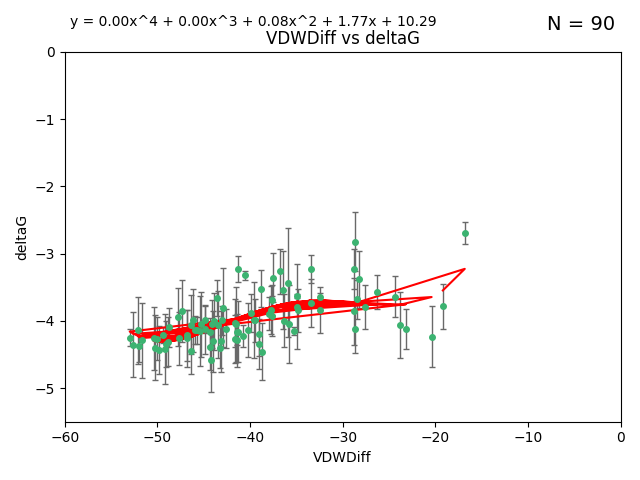 y = 0.00x^4 + 0.00x^3 + 0.08x^2 + 1.77x + 10.29
N = 90
VDWDiff vs deltaG
0
−1
−2
−3
−4
−5
deltaG
−60 −50 −40 −30 −20 −10 0
VDWDiff